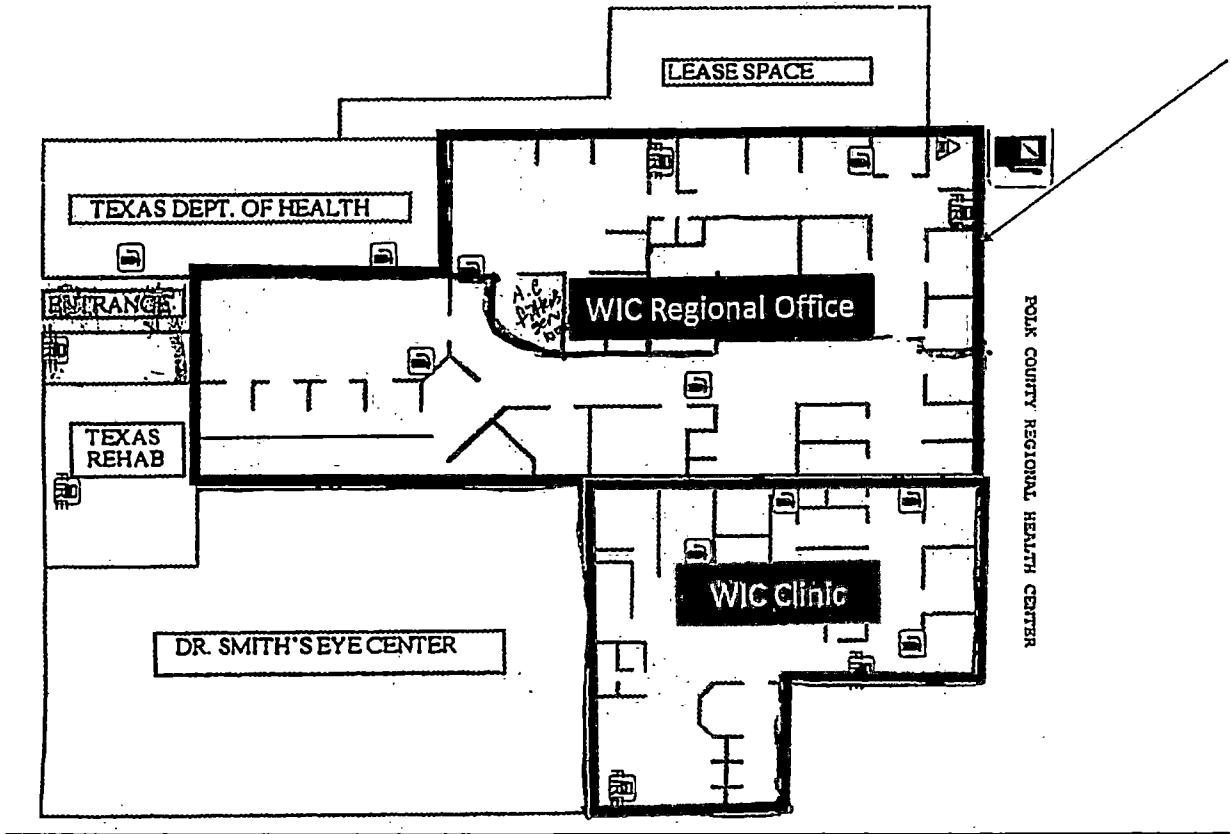 LEASE SPACE
TEXAS DEPT. OF HEALTH
ENTRANCE
WIC Regional Office
TEXAS
REHAB
POLK COUNTY REGIONAL HEALTH CENTER
WIC Clinic
DR. SMITH'S EYE CENTER